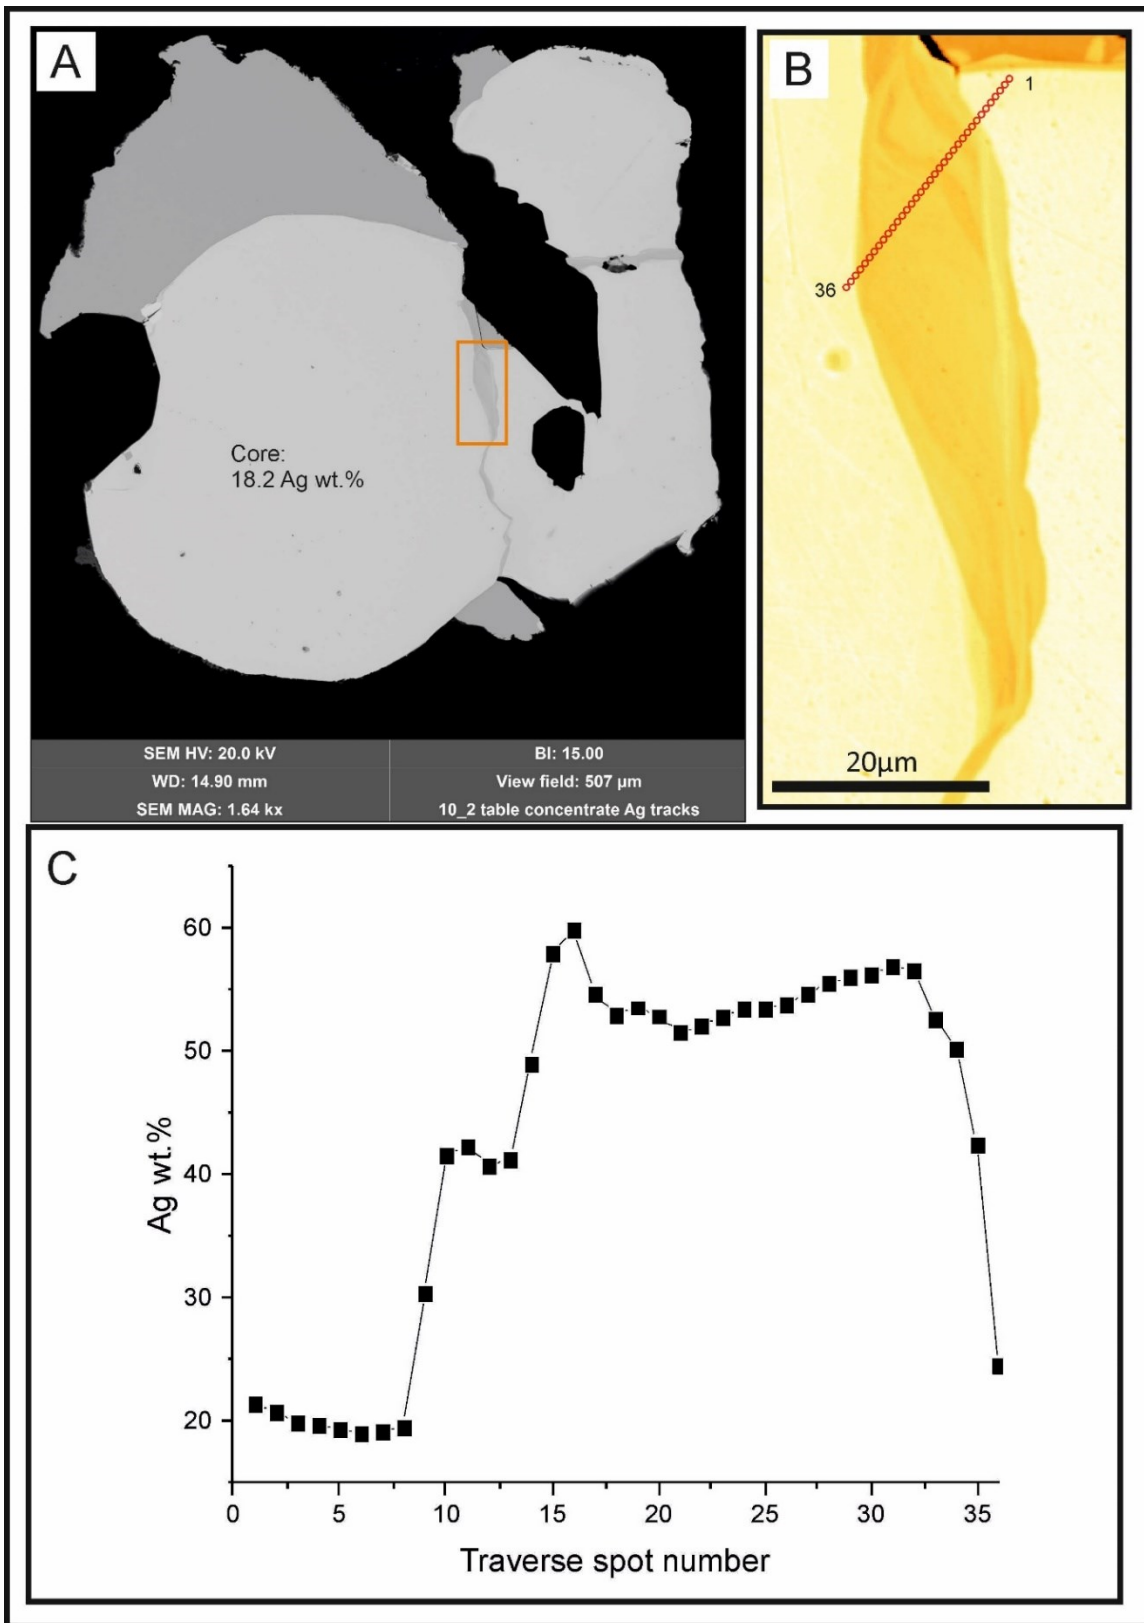 A
Core:
18.2 Ag wt.%
SEM HV: 20.0 kV
BI: 15.00
WD: 14.90 mm
View field: 507 µm
SEM MAG: 1.64 kx
10_2 table concentrate Ag tracks
B
1
36
20µm
C
60
50
40
30
20
Ag wt.%
0 5 10 15 20 25 30 35
Traverse spot number